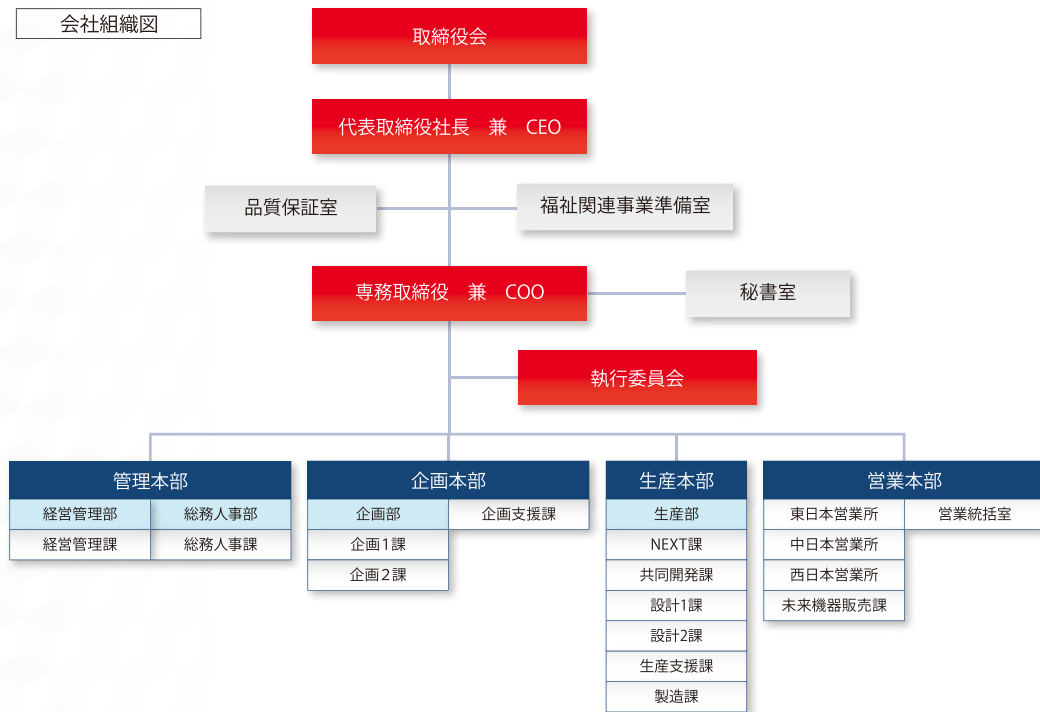 会社組織図
取締役会
代表取締役社長　兼　CEO
品質保証室
福祉関連事業準備室
専務取締役　兼　COO
秘書室
執行委員会
管理本部
経営管理部
総務人事部
経営管理課
総務人事課
企画本部
企画部
企画支援課
企画1課
企画２課
生産本部
生産部
NEXT課
共同開発課
設計1課
設計2課
生産支援課
製造課
営業本部
東日本営業所
営業統括室
中日本営業所
西日本営業所
未来機器販売課